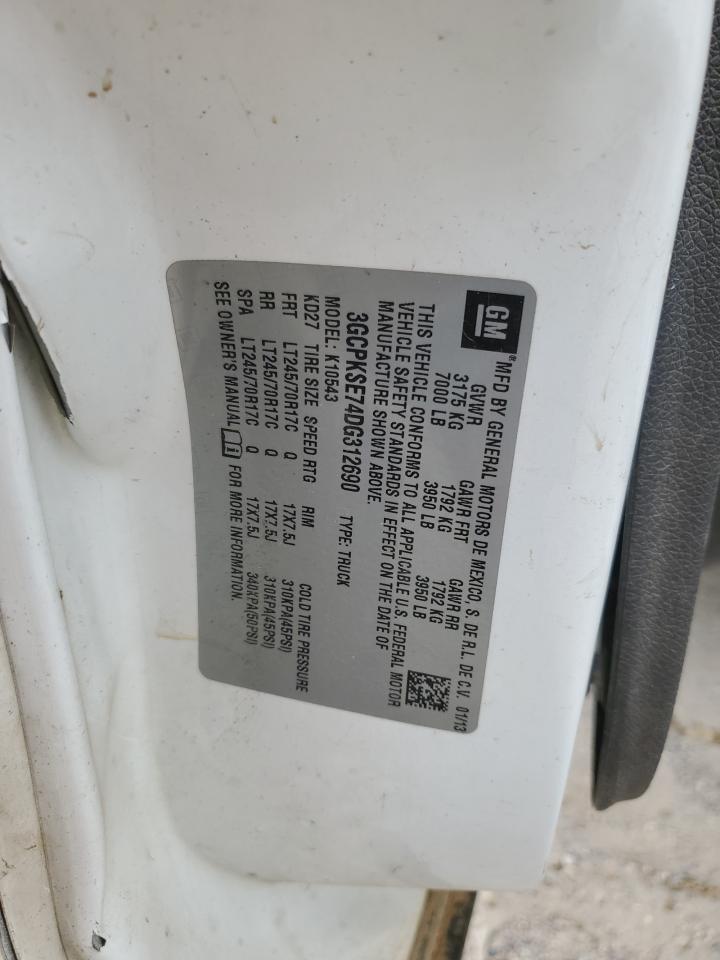 GM® MFD BY GENERAL MOTORS DE MEXICO, S. DE R.L. DE C.V. 01/13
GVWR GAWR FRT GAWR RR
3175 KG 1792 KG 1792 KG
7000 LB 3950 LB 3950 LB
THIS VEHICLE CONFORMS TO ALL APPLICABLE U.S. FEDERAL MOTOR
VEHICLE SAFETY STANDARDS IN EFFECT ON THE DATE OF
MANUFACTURE SHOWN ABOVE.
3GCPKSE74DG312690 TYPE: TRUCK
MODEL: K10543
KD27 TIRE SIZE SPEED RTG RIM COLD TIRE PRESSURE
FRT LT245/70R17C Q 17X7.5J 310KPA(45PSI)
RR LT245/70R17C Q 17X7.5J 310KPA(45PSI)
SPA LT245/70R17C Q 17X7.5J 340KPA(50PSI)
SEE OWNER'S MANUAL FOR MORE INFORMATION.